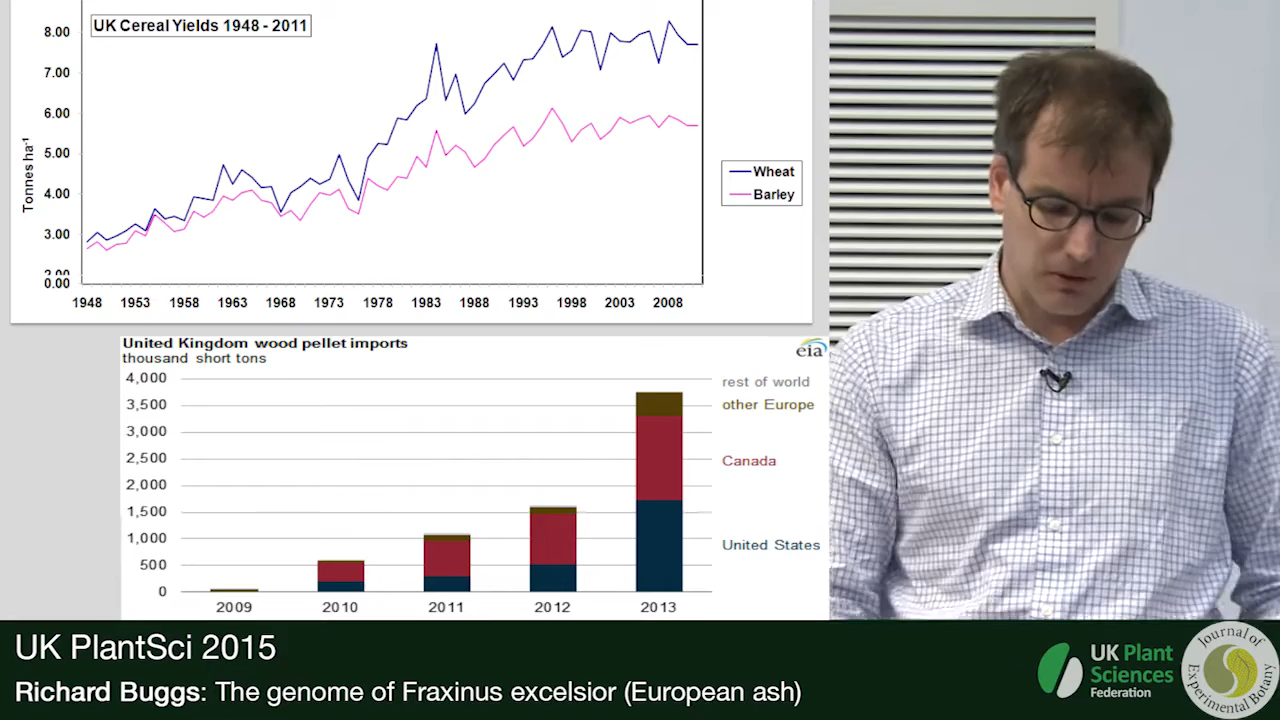 UK Cereal Yields 1948 - 2011
8.00
7.00
6.00
5.00
4.00
3.00
2.00
0.00
Tonnes ha⁻¹
1948 1953 1958 1963 1968 1973 1978 1983 1988 1993 1998 2003 2008
Wheat
Barley
United Kingdom wood pellet imports
thousand short tons
eia
4,000
3,500
3,000
2,500
2,000
1,500
1,000
500
0
rest of world
other Europe
Canada
United States
2009 2010 2011 2012 2013
UK PlantSci 2015
Richard Buggs: The genome of Fraxinus excelsior (European ash)
UK Plant
Sciences
Federation
Journal of
Experimental Botany